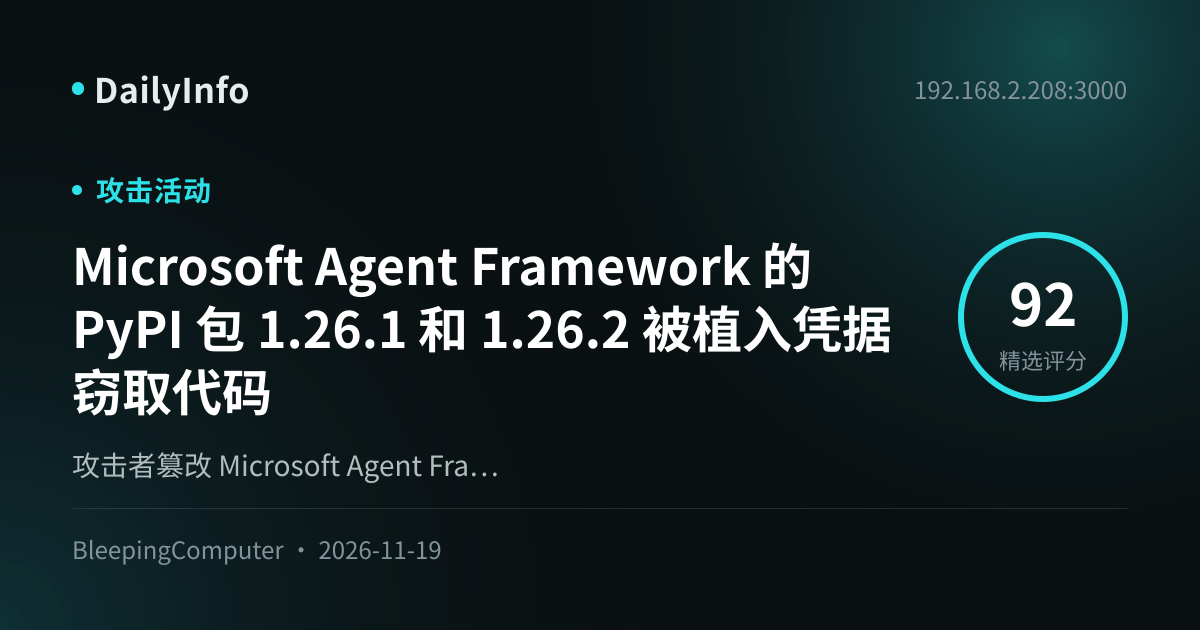 DailyInfo
192.168.2.208:3000
攻击活动
Microsoft Agent Framework 的
PyPI 包 1.26.1 和 1.26.2 被植入凭据
窃取代码
92
精选评分
攻击者篡改 Microsoft Agent Fra…
BleepingComputer · 2026-11-19